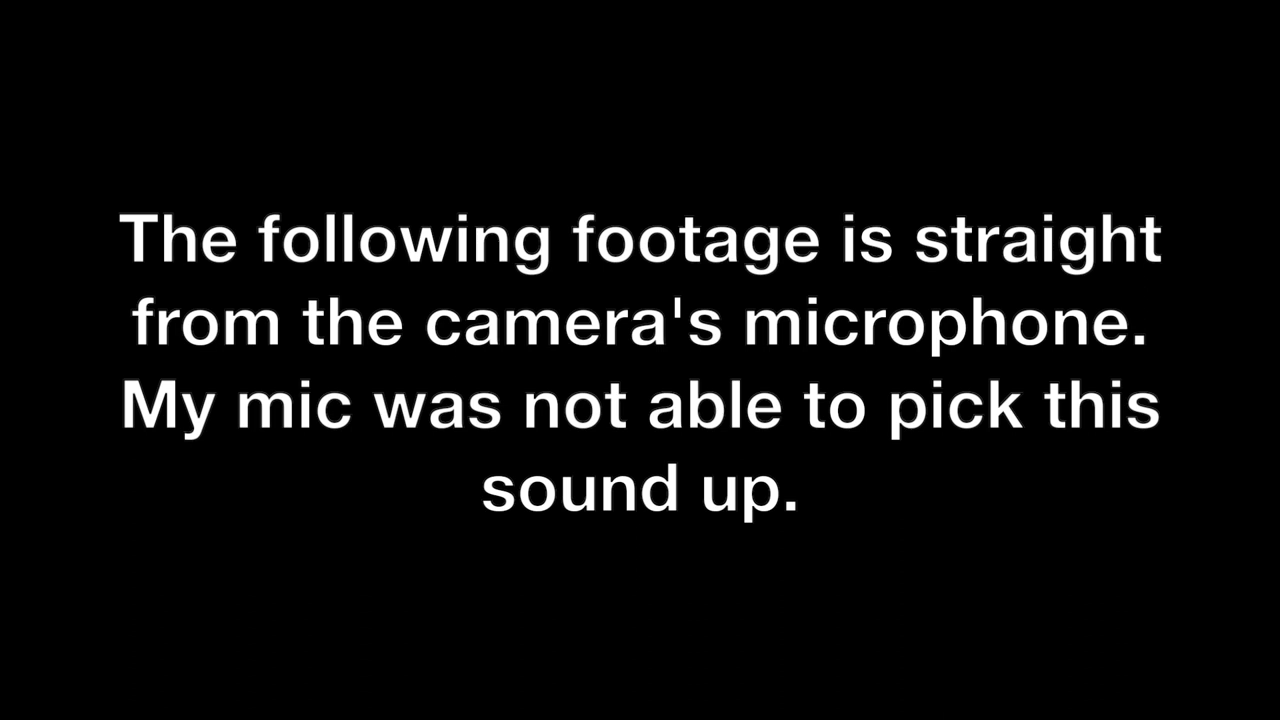 The following footage is straight
from the camera's microphone.
My mic was not able to pick this
sound up.